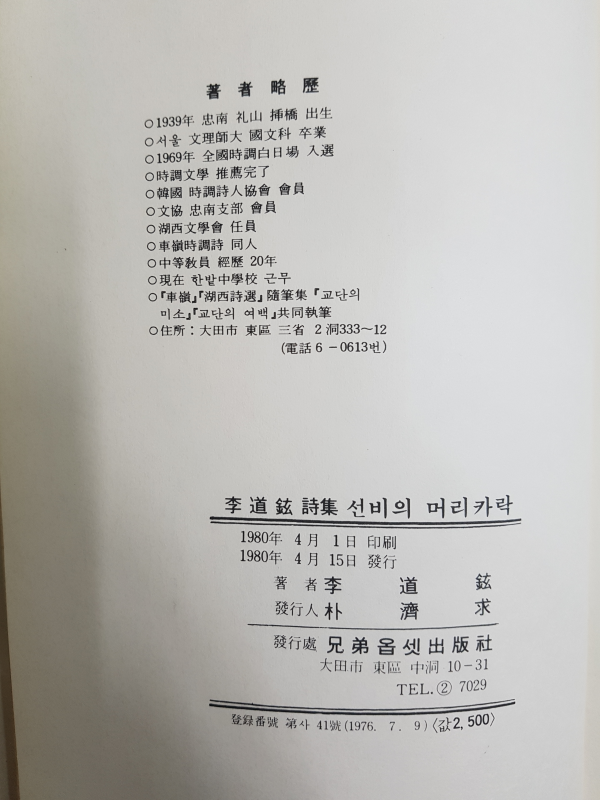 著者略歷
○1939年 忠南 礼山 揷橋 出生
○서울 文理師大 國文科 卒業
○1969年 全國時調白日場 入選
○時調文學 推薦完了
○韓國 時調詩人協會 會員
○文協 忠南支部 會員
○湖西文學會 任員
○車嶺時調詩 同人
○中等敎員 經歷 20年
○現在 한밭中學校 근무
○『車嶺』『湖西詩選』隨筆集『교단의
미소』『교단의 여백』共同執筆
○住所: 大田市 東區 三省 2洞333~12
(電話 6-0613번)
李道鉉 詩集 선비의 머리카락
1980年 4月 1日 印刷
1980年 4月 15日 發行
著者 李道鉉
發行人 朴濟求
發行處 兄弟옵셋出版社
大田市 東區 中洞 10-31
TEL. ② 7029
登録番號 第사 41號(1976. 7. 9) 〈값2,500〉